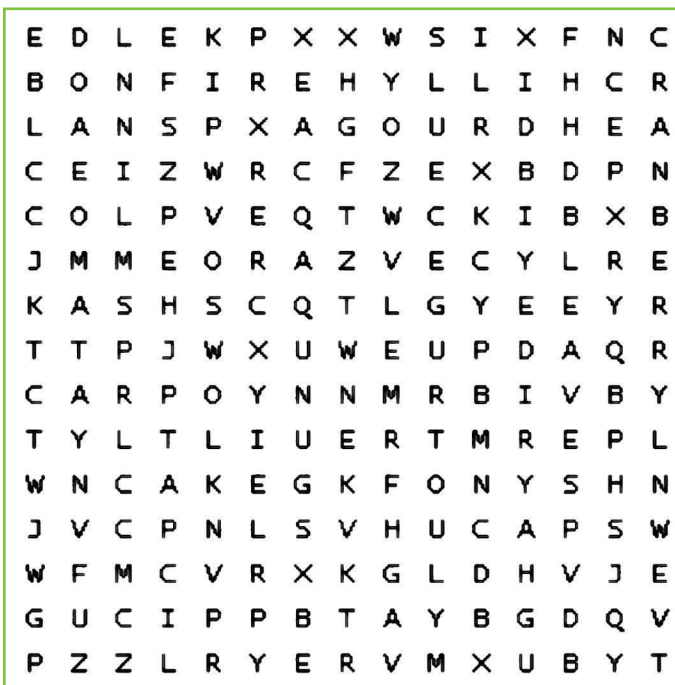 E D L E K P X X W S I X F N C
B O N F I R E H Y L L I H C R
L A N S P X A G O U R D H E A
C E I Z W R C F Z E X B D P N
C O L P V E Q T W C K I B X B
J M M E O R A Z V E C Y L R E
K A S H S C Q T L G Y E E Y R
T T P J W X U W E U P D A Q R
C A R P O Y N N M R B I V B Y
T Y L T L I U E R T M R E P L
W N C A K E G K F O N Y S H N
J V C P N L S V H U C A P S W
W F M C V R X K G L D H V J E
G U C I P P B T A Y B G D Q V
P Z Z L R Y E R V M X U B Y T